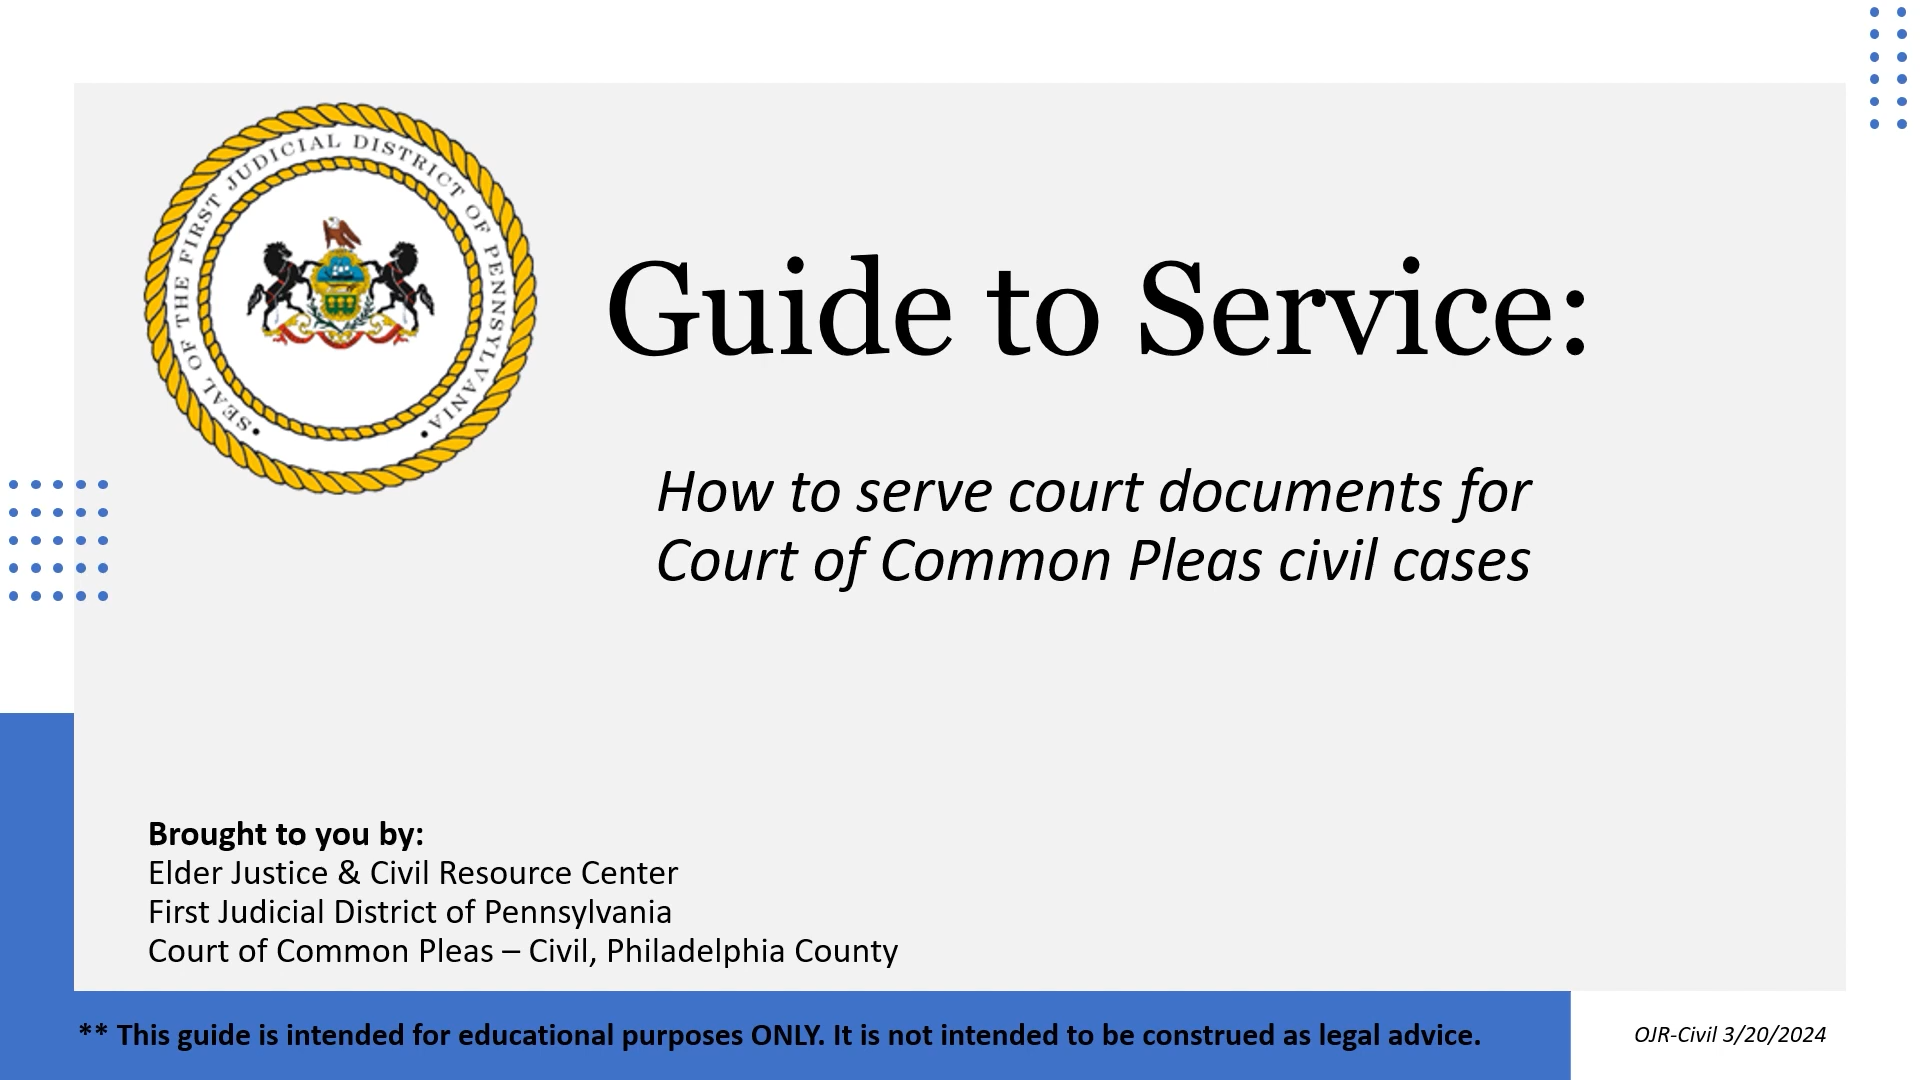 SEAL OF THE FIRST JUDICIAL DISTRICT OF PENNSYLVANIA
Guide to Service:
How to serve court documents for
Court of Common Pleas civil cases
Brought to you by:
Elder Justice & Civil Resource Center
First Judicial District of Pennsylvania
Court of Common Pleas – Civil, Philadelphia County
** This guide is intended for educational purposes ONLY. It is not intended to be construed as legal advice.
OJR-Civil 3/20/2024